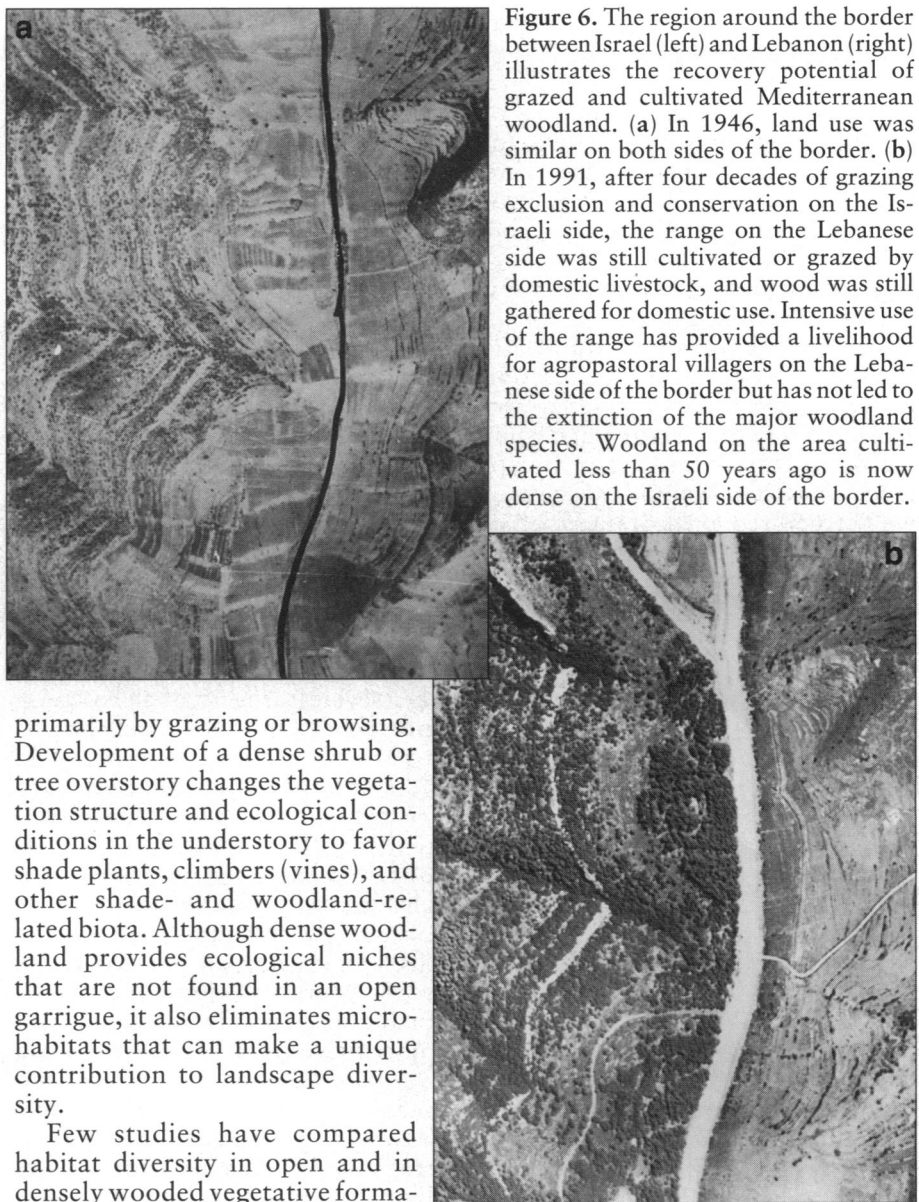 a
Figure 6. The region around the border
between Israel (left) and Lebanon (right)
illustrates the recovery potential of
grazed and cultivated Mediterranean
woodland. (a) In 1946, land use was
similar on both sides of the border. (b)
In 1991, after four decades of grazing
exclusion and conservation on the Is-
raeli side, the range on the Lebanese
side was still cultivated or grazed by
domestic livestock, and wood was still
gathered for domestic use. Intensive use
of the range has provided a livelihood
for agropastoral villagers on the Leba-
nese side of the border but has not led to
the extinction of the major woodland
species. Woodland on the area culti-
vated less than 50 years ago is now
dense on the Israeli side of the border.
b
primarily by grazing or browsing.
Development of a dense shrub or
tree overstory changes the vegeta-
tion structure and ecological con-
ditions in the understory to favor
shade plants, climbers (vines), and
other shade- and woodland-re-
lated biota. Although dense wood-
land provides ecological niches
that are not found in an open
garrigue, it also eliminates micro-
habitats that can make a unique
contribution to landscape diver-
sity.
Few studies have compared
habitat diversity in open and in
densely wooded vegetative forma-